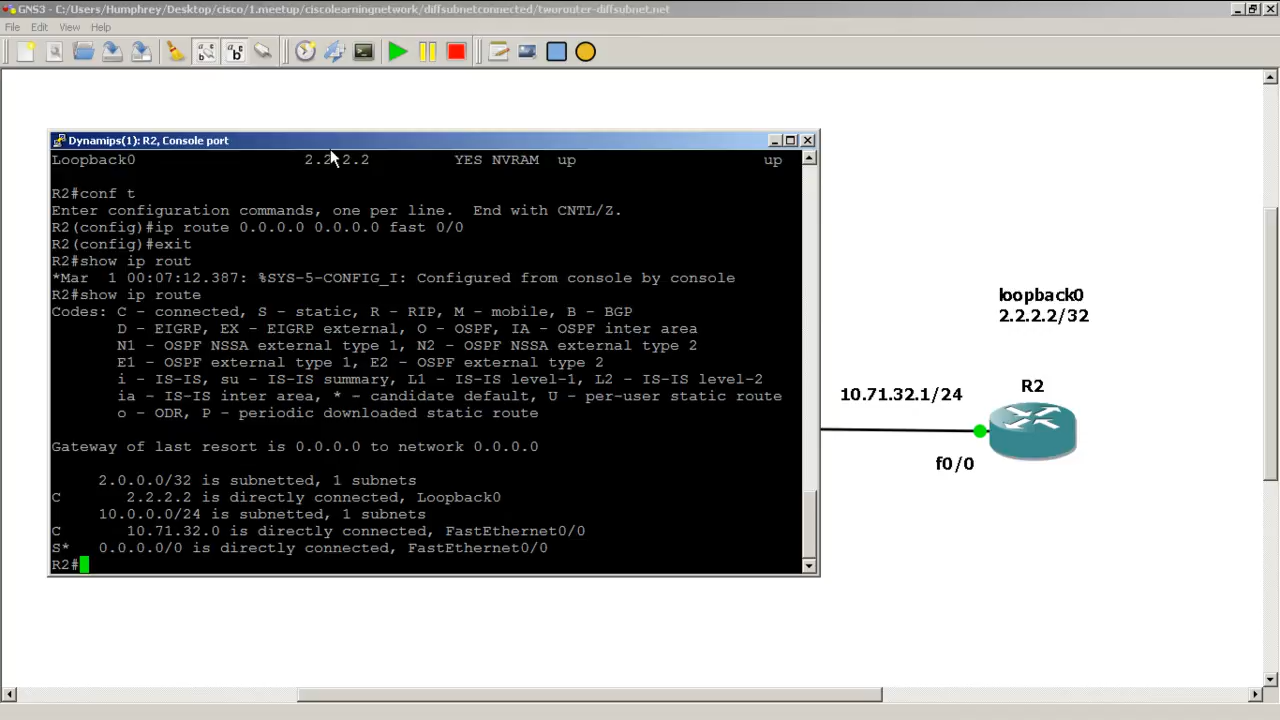 GNS3 - C:/Users/Humphrey/Desktop/cisco/1.meetup/ciscolearningnetwork/diffsubnetconnected/tworouter-diffsubnet.net
File Edit View Help
Dynamips(1): R2, Console port
Loopback0 2.2.2.2 YES NVRAM up up
R2#conf t
Enter configuration commands, one per line. End with CNTL/Z.
R2(config)#ip route 0.0.0.0 0.0.0.0 fast 0/0
R2(config)#exit
R2#show ip rout
*Mar 1 00:07:12.387: %SYS-5-CONFIG_I: Configured from console by console
R2#show ip route
Codes: C - connected, S - static, R - RIP, M - mobile, B - BGP
D - EIGRP, EX - EIGRP external, O - OSPF, IA - OSPF inter area
N1 - OSPF NSSA external type 1, N2 - OSPF NSSA external type 2
E1 - OSPF external type 1, E2 - OSPF external type 2
i - IS-IS, su - IS-IS summary, L1 - IS-IS level-1, L2 - IS-IS level-2
ia - IS-IS inter area, * - candidate default, U - per-user static route
o - ODR, P - periodic downloaded static route
Gateway of last resort is 0.0.0.0 to network 0.0.0.0
2.0.0.0/32 is subnetted, 1 subnets
C 2.2.2.2 is directly connected, Loopback0
10.0.0.0/24 is subnetted, 1 subnets
C 10.71.32.0 is directly connected, FastEthernet0/0
S* 0.0.0.0/0 is directly connected, FastEthernet0/0
R2#
loopback0
2.2.2.2/32
R2
10.71.32.1/24
f0/0